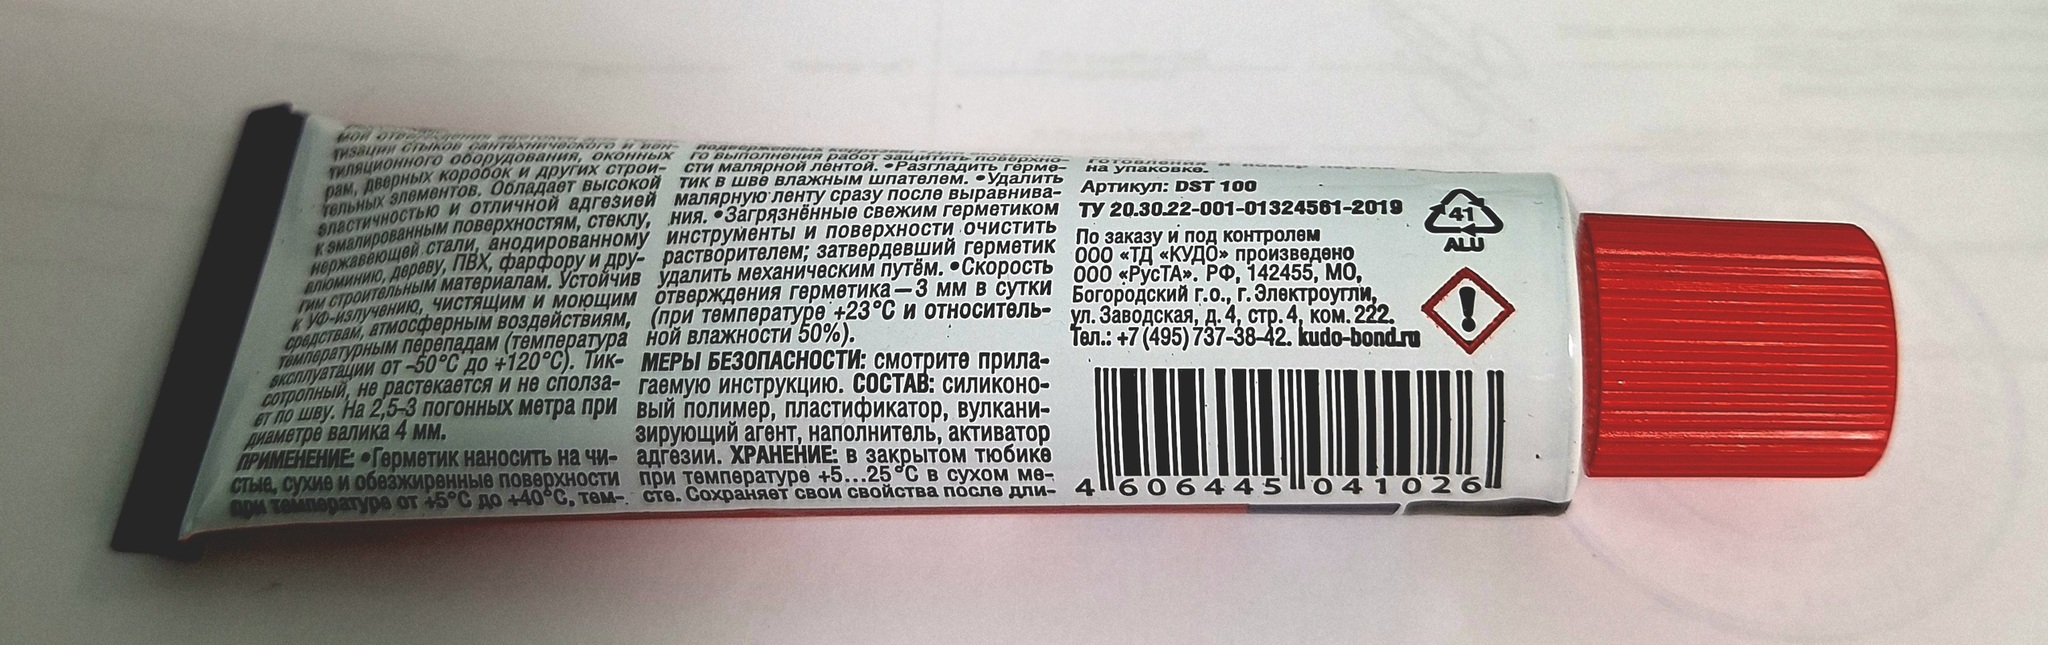 мой отверждения
тизации стыков сантехнического и вен-
тиляционного оборудования, оконных
рам, дверных коробок и других строи-
тельных элементов. Обладает высокой
эластичностью и отличной адгезией
к эмалированным поверхностям, стеклу,
нержавеющей стали, анодированному
алюминию, дереву, ПВХ, фарфору и дру-
гим строительным материалам. Устойчив
к УФ-излучению, чистящим и моющим
средствам, атмосферным воздействиям,
температурным перепадам (температура
эксплуатации от -50°C до +120°C). Тик-
сотропный, не растекается и не сполза-
ет по шву. На 2,5-3 погонных метра при
диаметре валика 4 мм.
ПРИМЕНЕНИЕ: •Герметик наносить на чи-
стые, сухие и обезжиренные поверхности
при температуре от +5°C до +40°C, тем-
подверженных коррозии.
го выполнения работ защитить поверхно-
сти малярной лентой. •Разгладить герме-
тик в шве влажным шпателем. •Удалить
малярную ленту сразу после выравнива-
ния. •Загрязнённые свежим герметиком
инструменты и поверхности очистить
растворителем; затвердевший герметик
удалить механическим путём. •Скорость
отверждения герметика—3 мм в сутки
(при температуре +23°C и относитель-
ной влажности 50%).
МЕРЫ БЕЗОПАСНОСТИ: смотрите прила-
гаемую инструкцию. СОСТАВ: силиконо-
вый полимер, пластификатор, вулкани-
зирующий агент, наполнитель, активатор
адгезии. ХРАНЕНИЕ: в закрытом тюбике
при температуре +5...25°C в сухом ме-
сте. Сохраняет свои свойства после дли-
готовления и номер партии
на упаковке.
Артикул: DST 100
ТУ 20.30.22-001-01324561-2019
По заказу и под контролем
ООО «ТД «КУДО» произведено
ООО «РусТА». РФ, 142455, МО,
Богородский г.о., г. Электроугли,
ул. Заводская, д. 4, стр. 4, ком. 222.
Тел.: +7 (495) 737-38-42. kudo-bond.ru
41
ALU
4 606445 041026